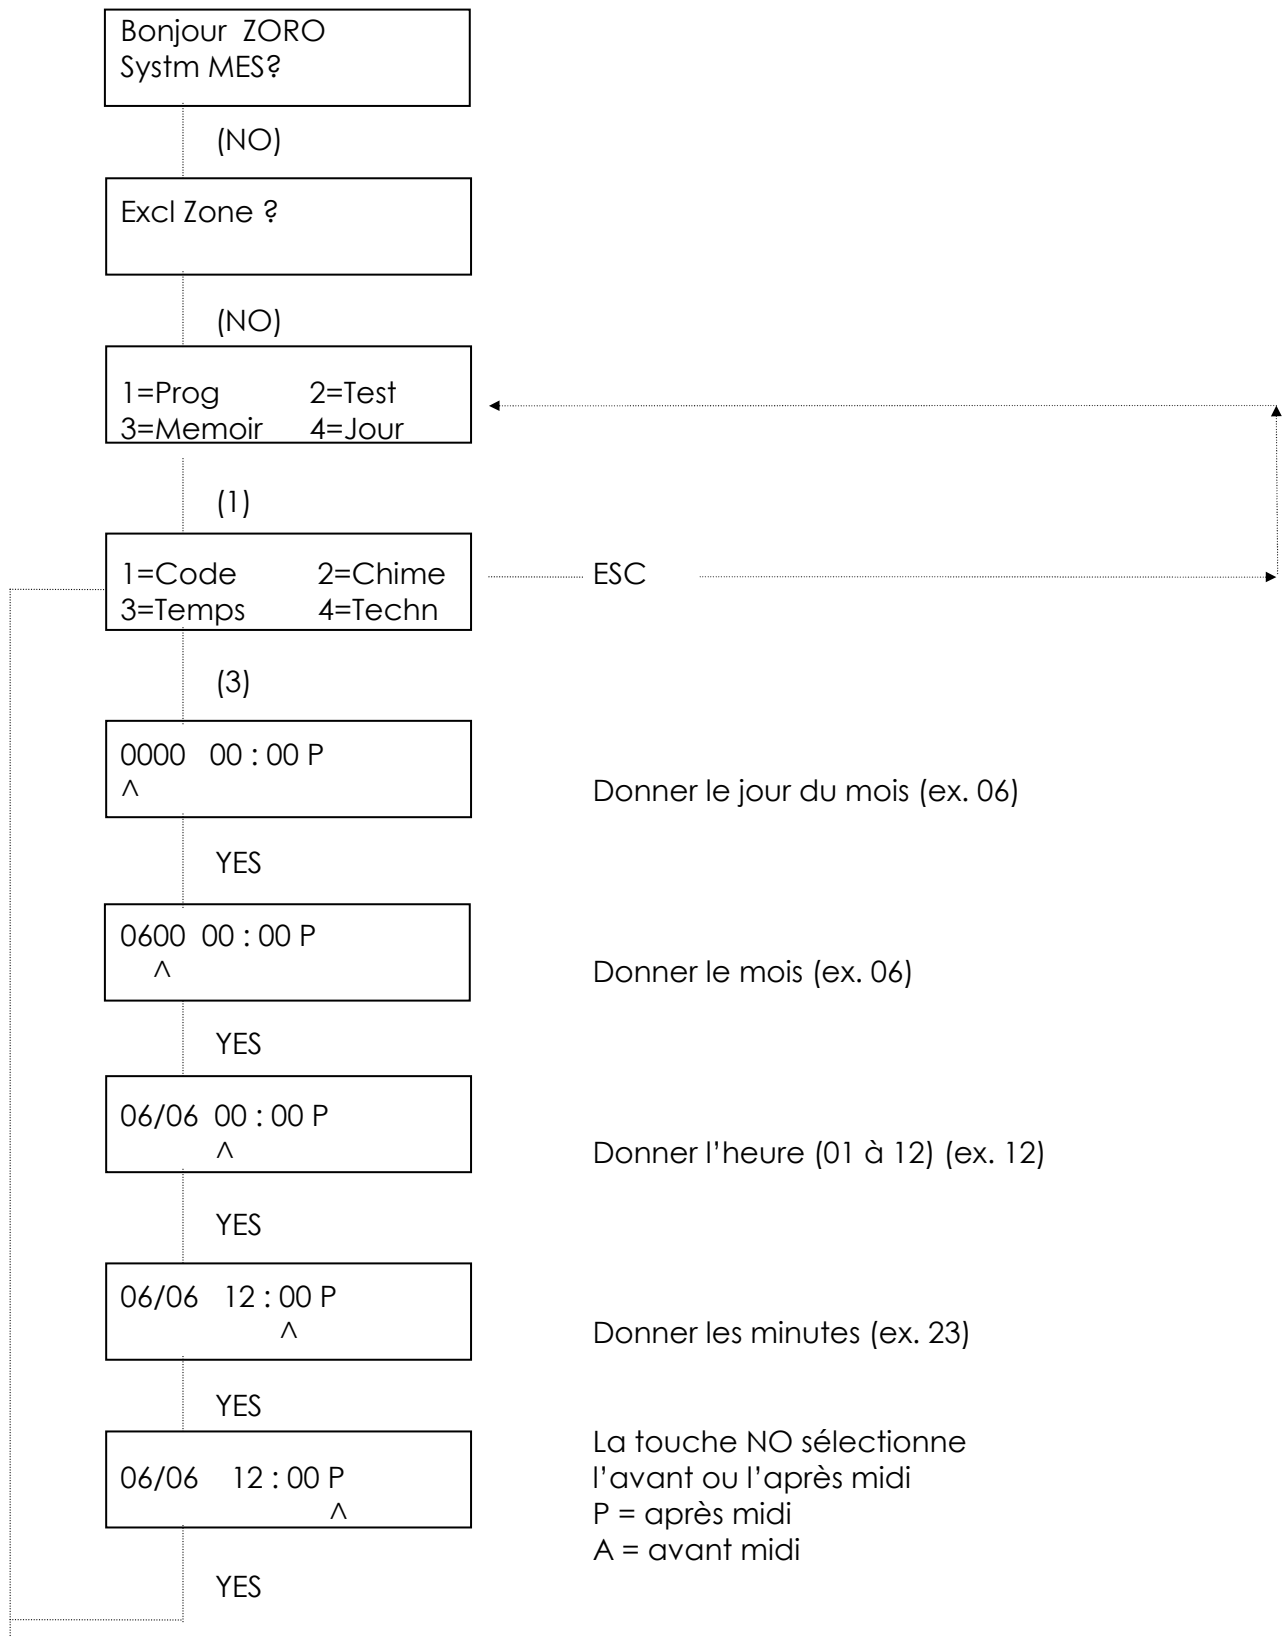 Bonjour  ZORO
Systm MES?
(NO)
Excl Zone ?
(NO)
1=Prog 2=Test
3=Memoir 4=Jour
(1)
1=Code 2=Chime
3=Temps 4=Techn
ESC
(3)
0000 00 : 00 P
^
Donner le jour du mois (ex. 06)
YES
0600 00 : 00 P
^
Donner le mois (ex. 06)
YES
06/06 00 : 00 P
^
Donner l’heure (01 à 12) (ex. 12)
YES
06/06 12 : 00 P
^
Donner les minutes (ex. 23)
YES
06/06 12 : 00 P
^
La touche NO sélectionne
l’avant ou l’après midi
P = après midi
A = avant midi
YES